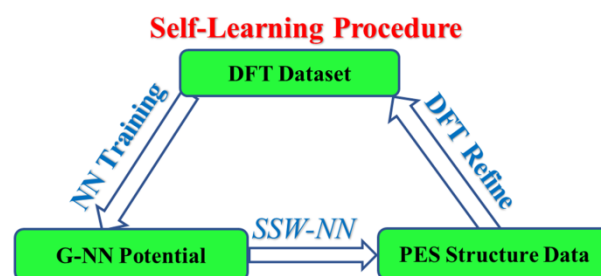 Self-Learning Procedure
DFT Dataset
NN Training
DFT Refine
SSW-NN
G-NN Potential
PES Structure Data